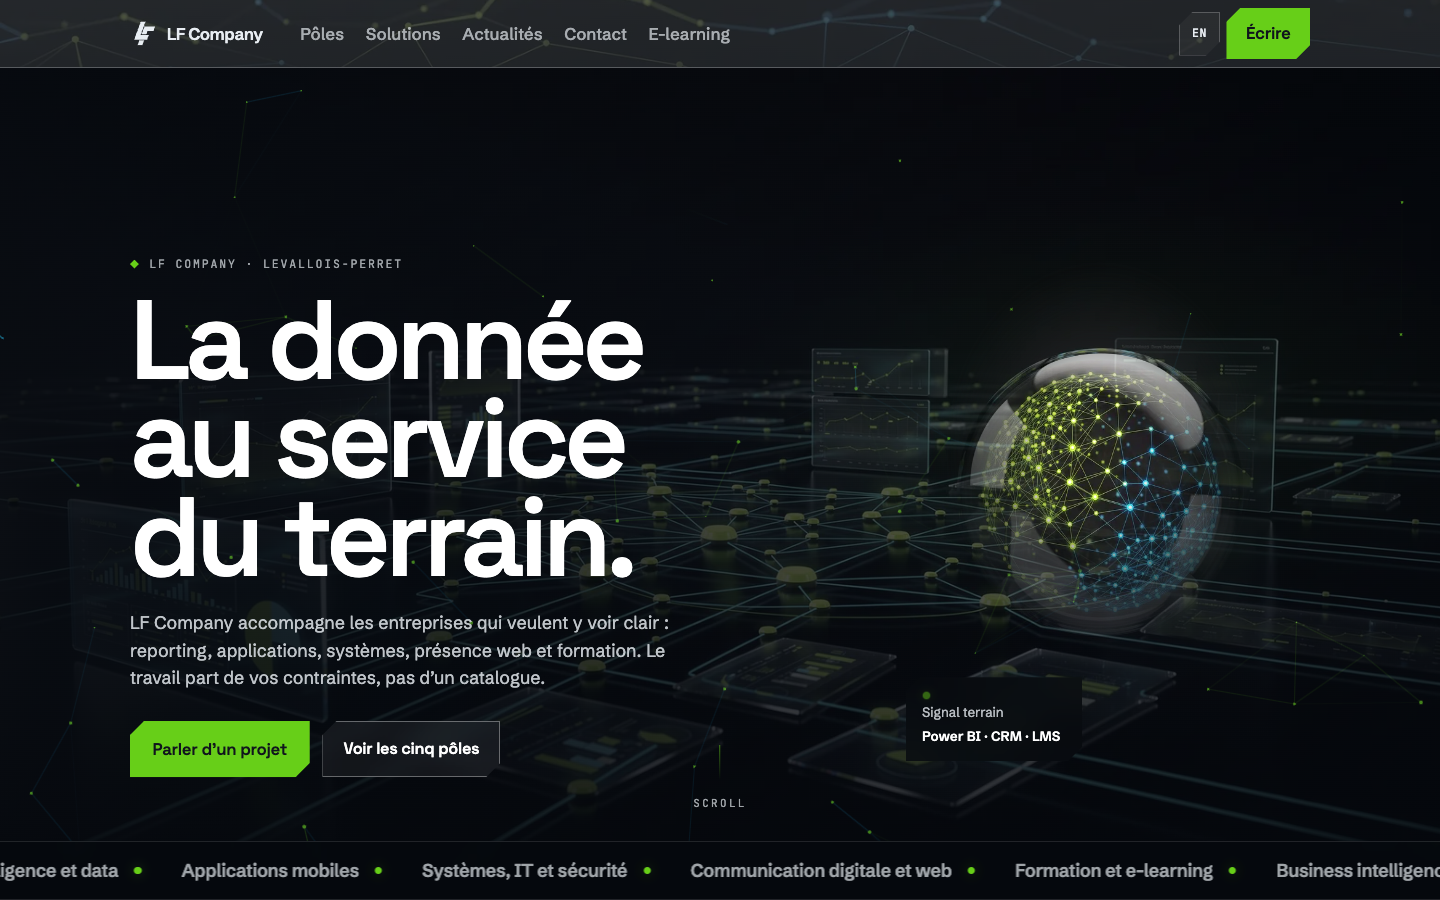 LF Company
Pôles
Solutions
Actualités
Contact
E-learning
EN
Écrire
LF COMPANY · LEVALLOIS-PERRET
La donnée
au service
du terrain.
LF Company accompagne les entreprises qui veulent y voir clair :
reporting, applications, systèmes, présence web et formation. Le
travail part de vos contraintes, pas d’un catalogue.
Parler d’un projet
Voir les cinq pôles
Signal terrain
Power BI · CRM · LMS
SCROLL
igence et data
Applications mobiles
Systèmes, IT et sécurité
Communication digitale et web
Formation et e-learning
Business intelligenc